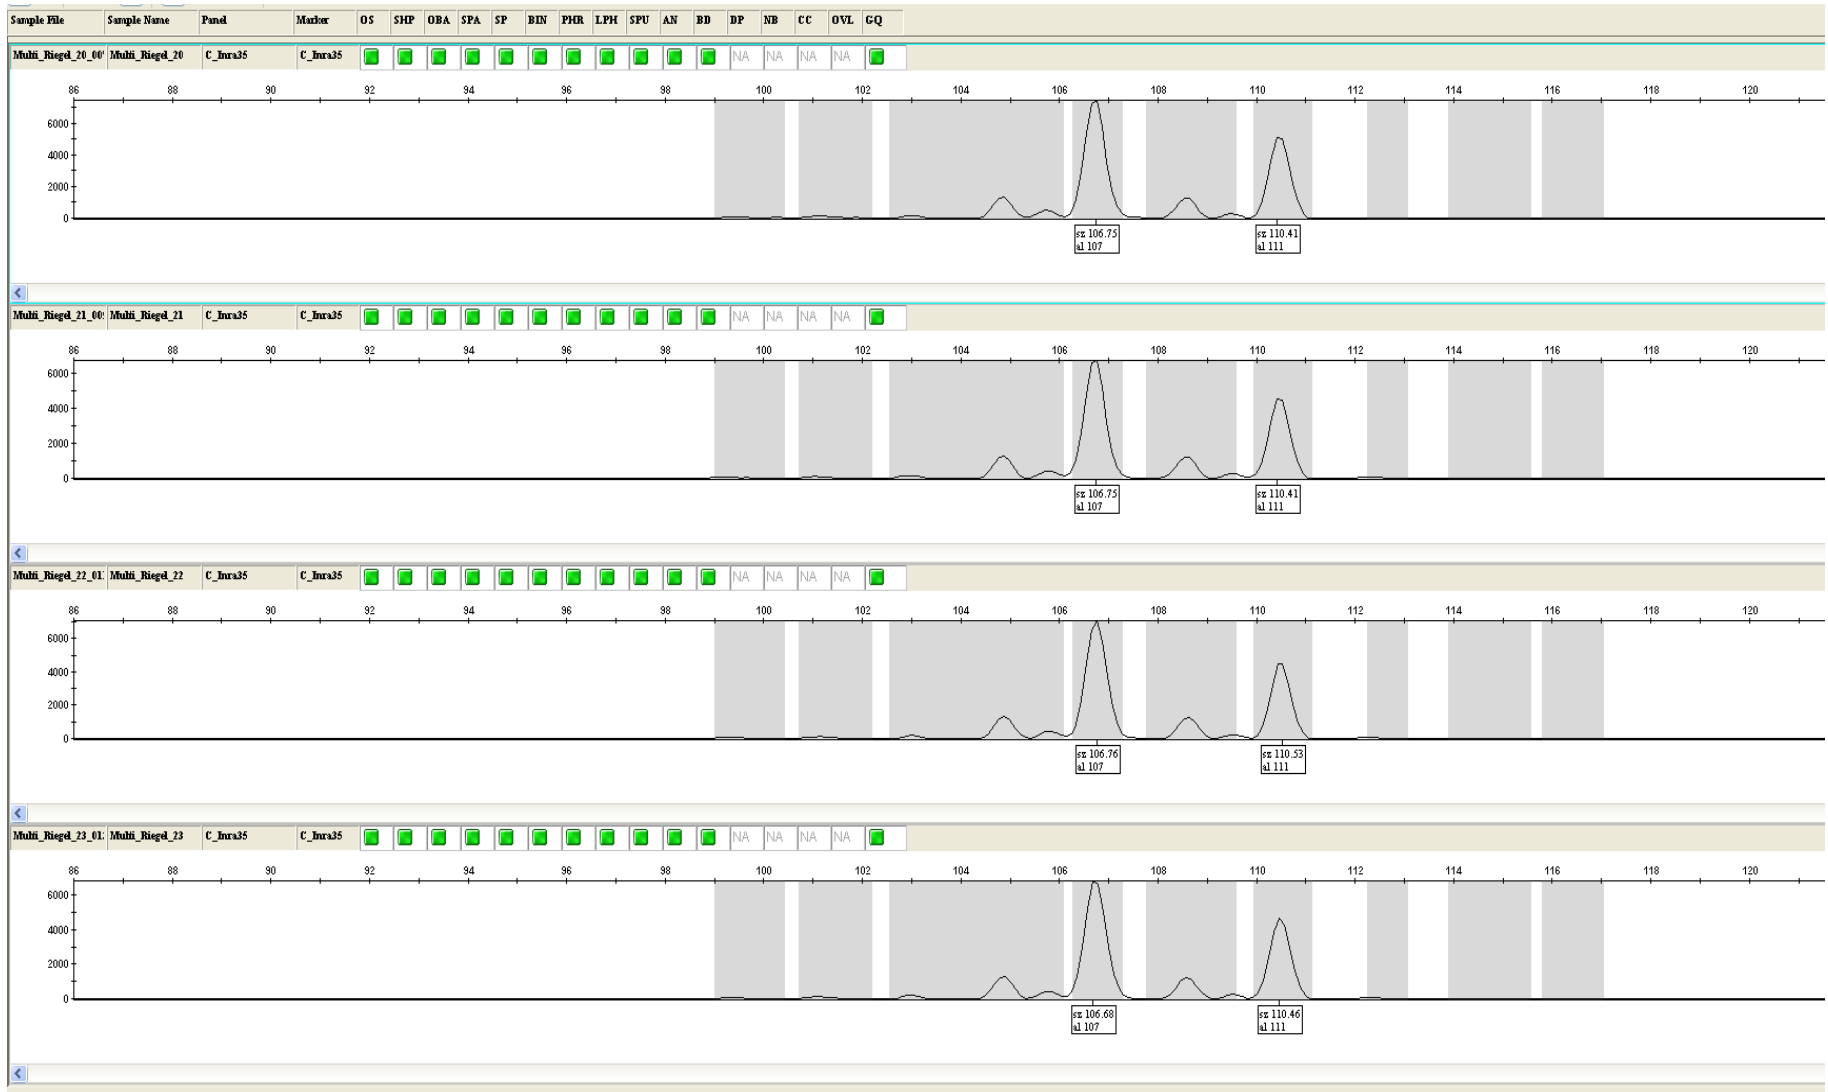 Sample File Sample Name Panel Marker OS SHP OBA SPA SP BIN PHR LPH SPU AN BD DP NB CC OVL GQ
Multi_Riegel_20_00 Multi_Riegel_20 C_Inra35 C_Inra35 NA NA NA NA
86 88 90 92 94 96 98 100 102 104 106 108 110 112 114 116 118 120
6000
4000
2000
0
sz 106.75 sz 110.41
al 107 al 111
Multi_Riegel_21_00 Multi_Riegel_21 C_Inra35 C_Inra35 NA NA NA NA
86 88 90 92 94 96 98 100 102 104 106 108 110 112 114 116 118 120
6000
4000
2000
0
sz 106.75 sz 110.41
al 107 al 111
Multi_Riegel_22_01 Multi_Riegel_22 C_Inra35 C_Inra35 NA NA NA NA
86 88 90 92 94 96 98 100 102 104 106 108 110 112 114 116 118 120
6000
4000
2000
0
sz 106.76 sz 110.53
al 107 al 111
Multi_Riegel_23_01 Multi_Riegel_23 C_Inra35 C_Inra35 NA NA NA NA
86 88 90 92 94 96 98 100 102 104 106 108 110 112 114 116 118 120
6000
4000
2000
0
sz 106.68 sz 110.46
al 107 al 111